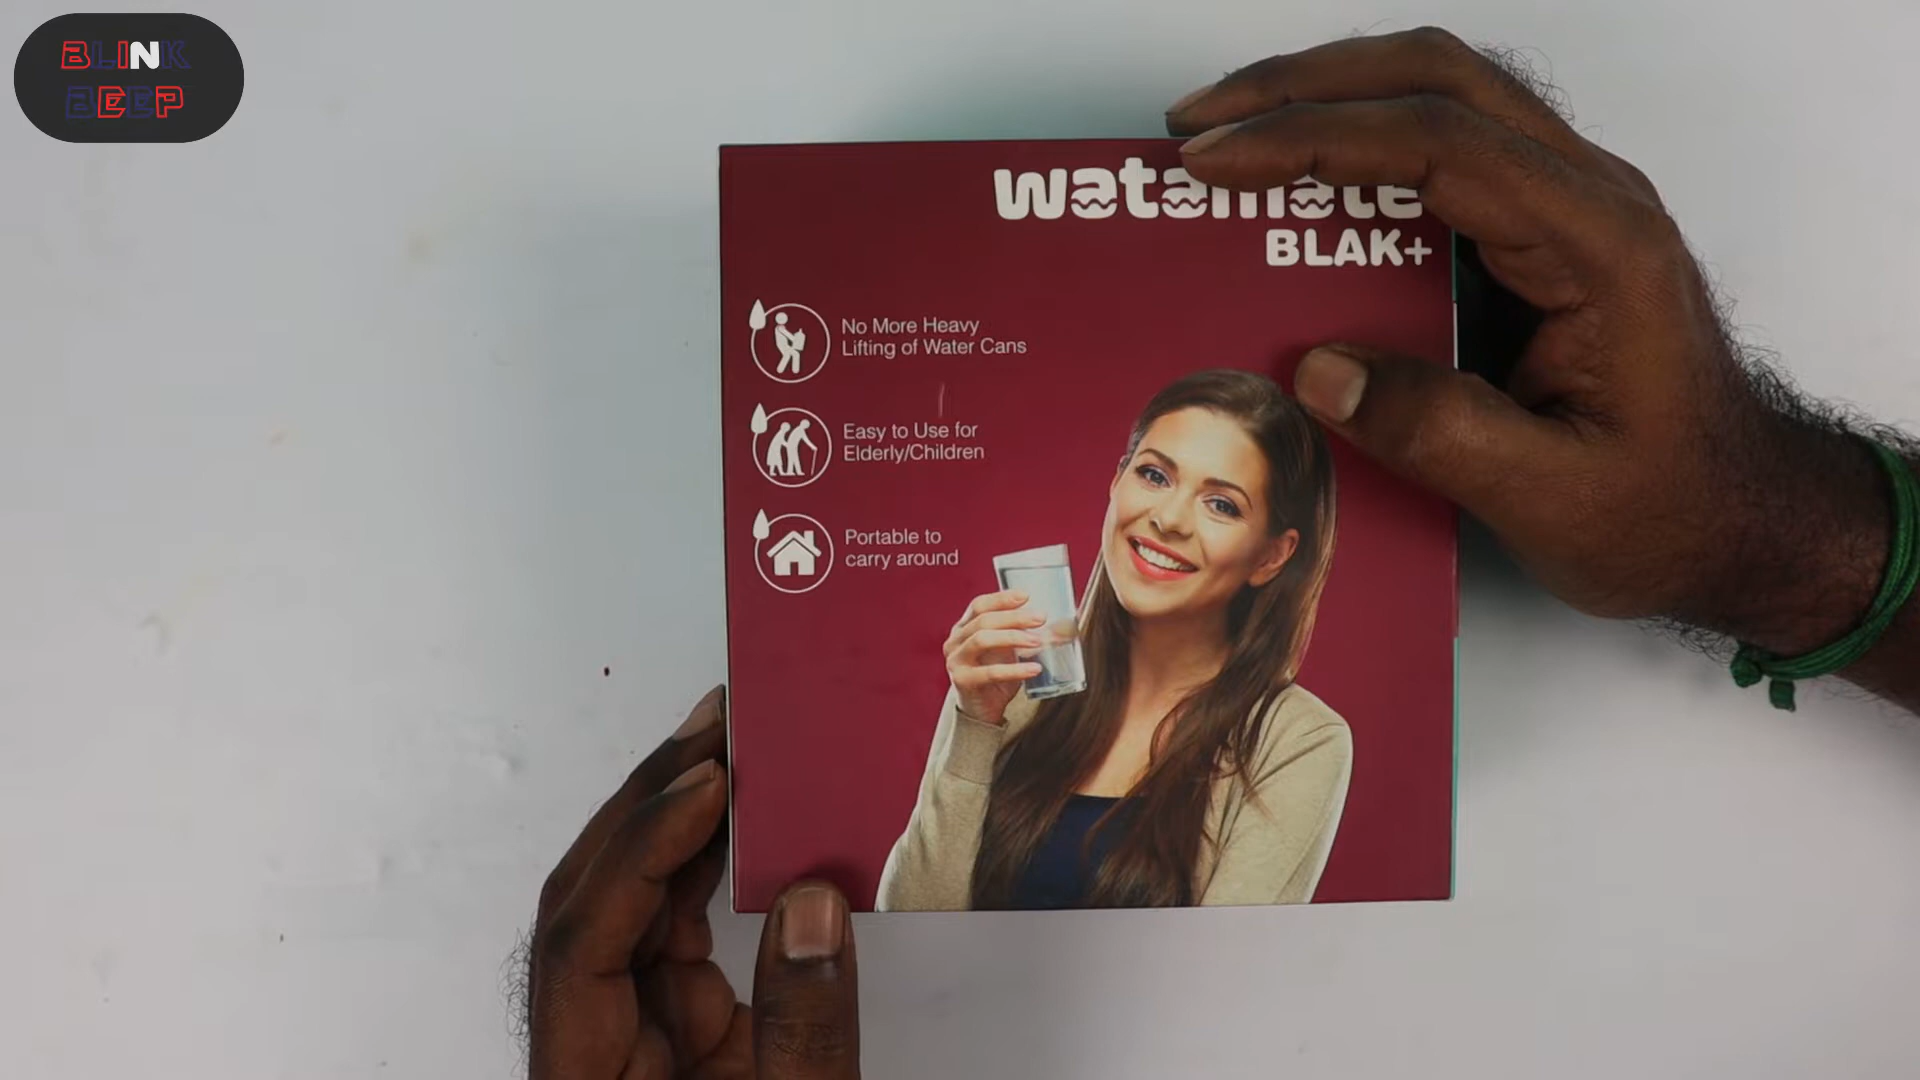 BLINK
BEEP
watamate
BLAK+
No More Heavy
Lifting of Water Cans
Easy to Use for
Elderly/Children
Portable to
carry around